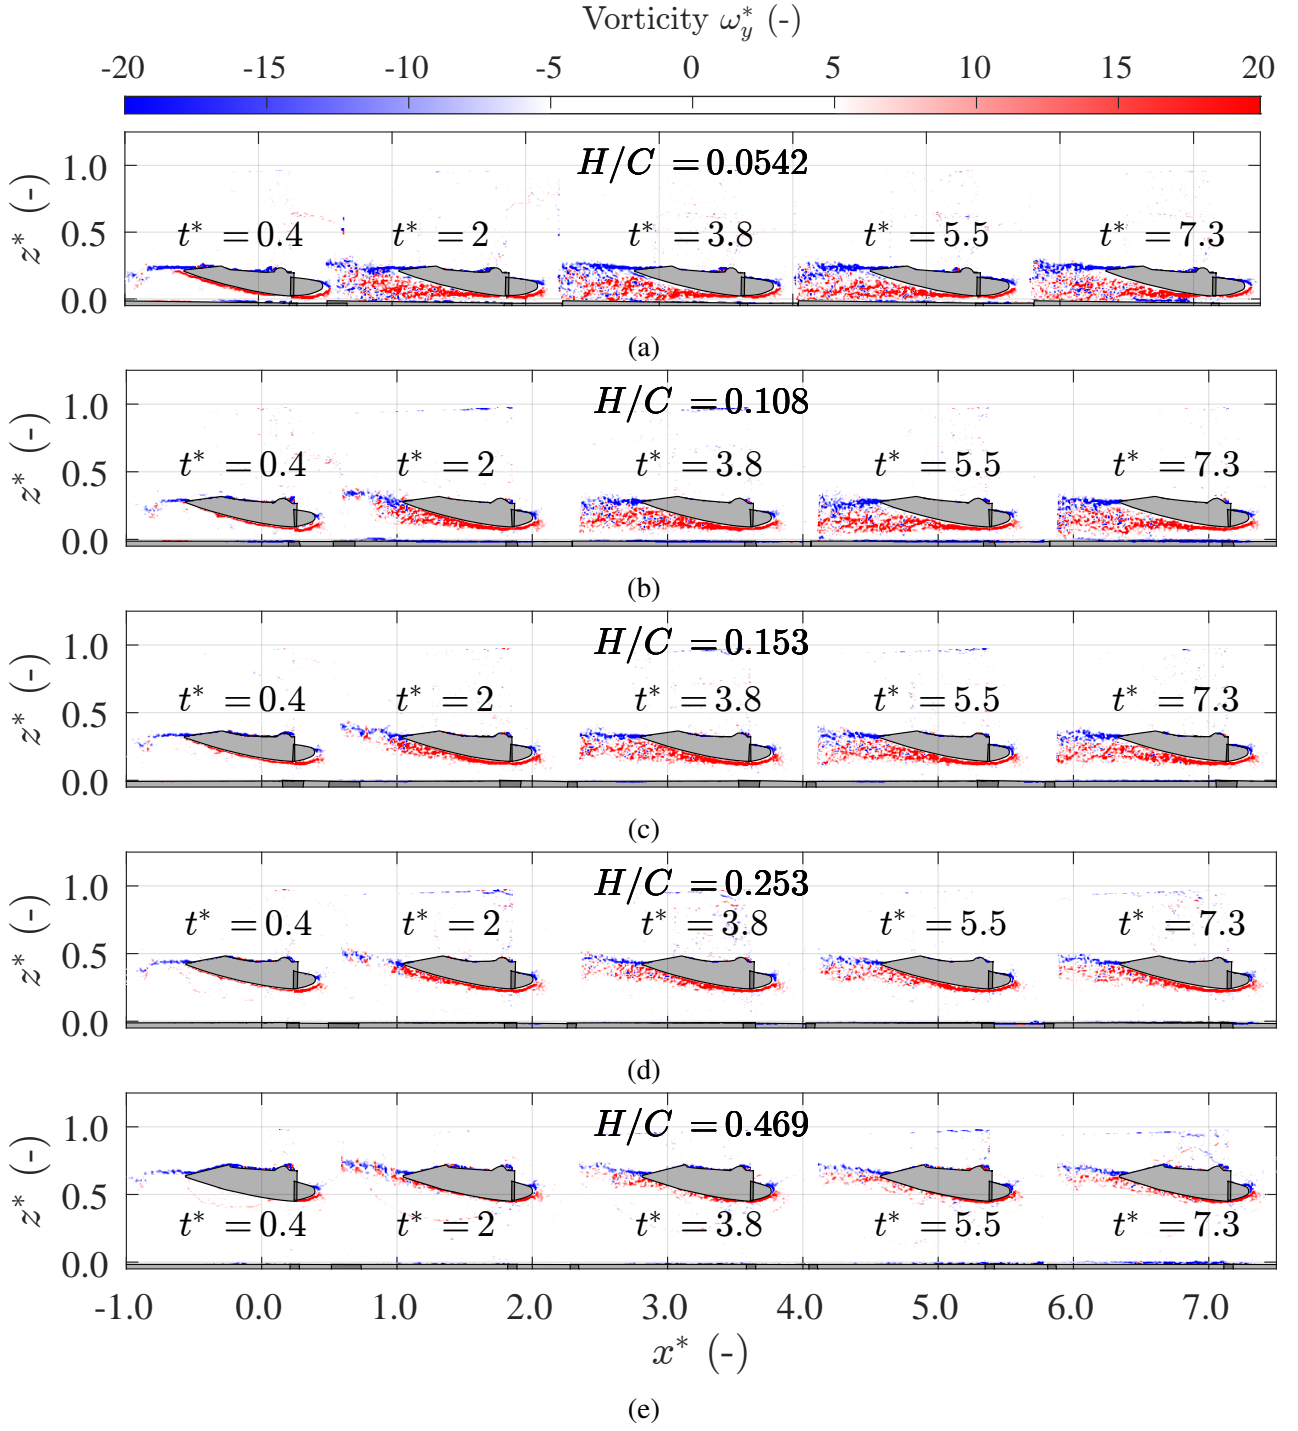 Vorticity ω*y (-)
-20 -15 -10 -5 0 5 10 15 20
z* (-)
1.0
0.5
0.0
H/C = 0.0542
t* = 0.4 t* = 2 t* = 3.8 t* = 5.5 t* = 7.3
(a)
z* (-)
1.0
0.5
0.0
H/C = 0.108
t* = 0.4 t* = 2 t* = 3.8 t* = 5.5 t* = 7.3
(b)
z* (-)
1.0
0.5
0.0
H/C = 0.153
t* = 0.4 t* = 2 t* = 3.8 t* = 5.5 t* = 7.3
(c)
z* (-)
1.0
0.5
0.0
H/C = 0.253
t* = 0.4 t* = 2 t* = 3.8 t* = 5.5 t* = 7.3
(d)
z* (-)
1.0
0.5
0.0
H/C = 0.469
t* = 0.4 t* = 2 t* = 3.8 t* = 5.5 t* = 7.3
-1.0 0.0 1.0 2.0 3.0 4.0 5.0 6.0 7.0
x* (-)
(e)